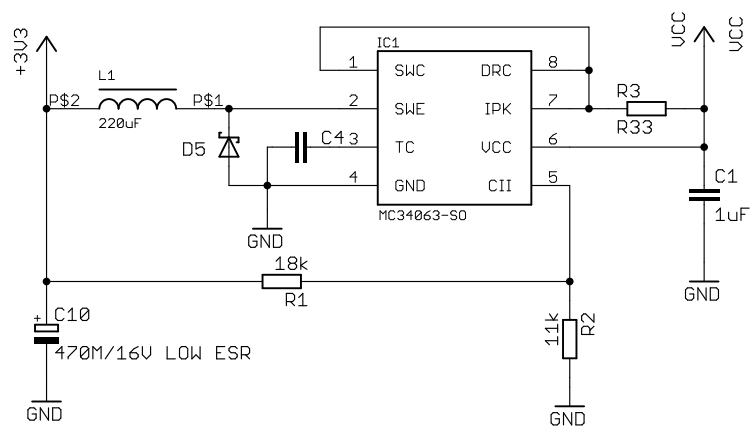 +3V3
VCC
VCC
IC1
L1
P$2
P$1
220uF
D5
C4
1
2
3
4
SWC
SWE
TC
GND
DRC
IPK
VCC
CII
8
7
6
5
MC34063-SO
R3
R33
C1
1uF
GND
GND
18k
R1
11k
R2
+
C10
470M/16V LOW ESR
GND
GND